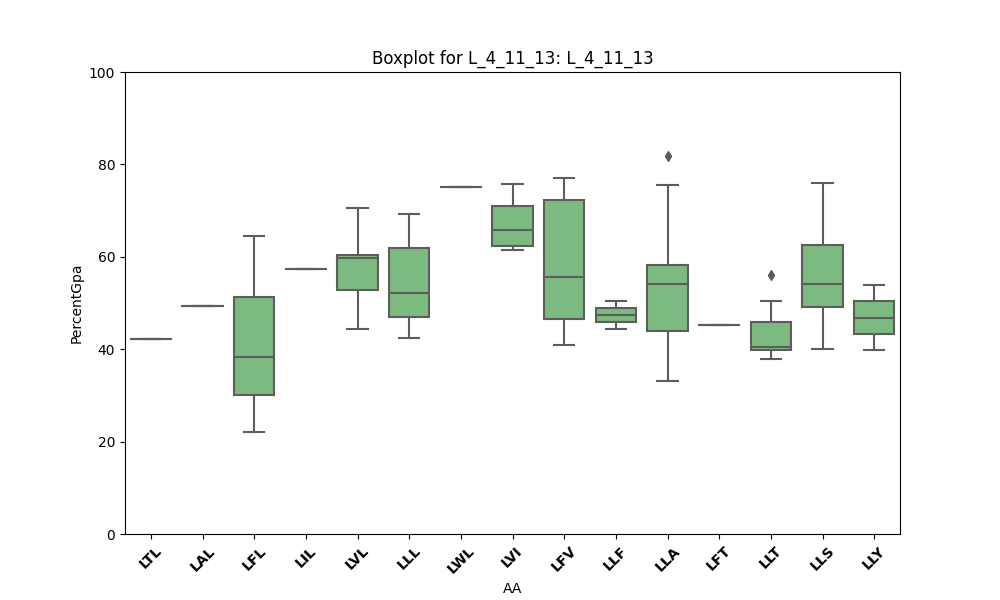 Boxplot for L_4_11_13: L_4_11_13
100
80
60
40
20
0
PercentGpa
LTL LAL LFL LIL LVL LLL LWL LVI LFV LLF LLA LFT LLT LLS LLY
AA